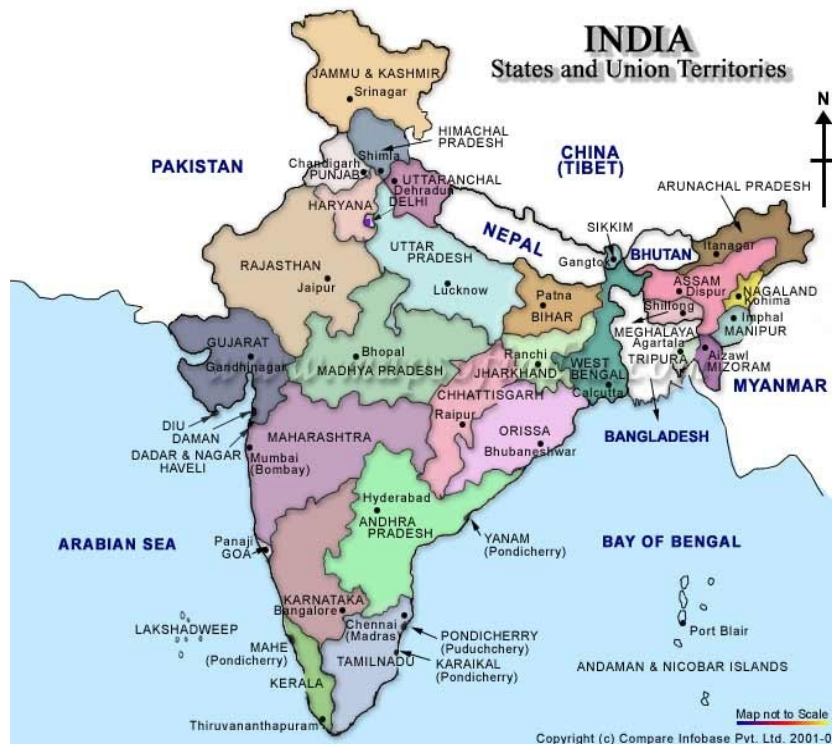 INDIA
States and Union Territories
N
JAMMU & KASHMIR
Srinagar
HIMACHAL
PRADESH
Shimla
PAKISTAN
CHINA
(TIBET)
Chandigarh
PUNJAB
UTTARANCHAL
Dehradun
HARYANA
DELHI
ARUNACHAL PRADESH
NEPAL
SIKKIM
BHUTAN
Itanagar
Gangtok
RAJASTHAN
Jaipur
UTTAR
PRADESH
Lucknow
ASSAM
Dispur
NAGALAND
Kohima
Patna
BIHAR
Shillong
MEGHALAYA
Imphal
MANIPUR
Agartala
TRIPURA
Aizawl
MIZORAM
GUJARAT
Gandhinagar
Bhopal
MADHYA PRADESH
Ranchi
JHARKHAND
WEST
BENGAL
Calcutta
MYANMAR
CHHATTISGARH
Raipur
DIU
DAMAN
DADAR & NAGAR
HAVELI
MAHARASHTRA
Mumbai
(Bombay)
ORISSA
Bhubaneshwar
BANGLADESH
Hyderabad
ANDHRA
PRADESH
YANAM
(Pondicherry)
ARABIAN SEA
Panaji
GOA
BAY OF BENGAL
KARNATAKA
Bangalore
Chennai
(Madras)
PONDICHERRY
(Puduchchery)
LAKSHADWEEP
MAHE
(Pondicherry)
TAMILNADU
KARAIKAL
(Pondicherry)
Port Blair
ANDAMAN & NICOBAR ISLANDS
KERALA
Thiruvananthapuram
Map not to Scale
Copyright (c) Compare Infobase Pvt. Ltd. 2001-0